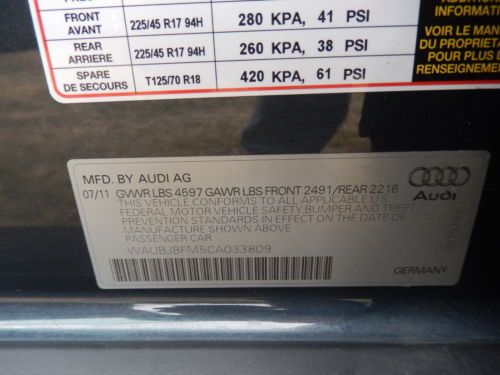 FRONT 225/45 R17 94H 280 KPA, 41 PSI
AVANT
REAR 225/45 R17 94H 260 KPA, 38 PSI
ARRIERE
SPARE T125/70 R18 420 KPA, 61 PSI
DE SECOURS
INFORMATION
VOIR LE MAN
DU PROPRIETA
POUR PLUS
RENSEIGNEMEN
MFD. BY AUDI AG
07/11 GVWR LBS 4597 GAWR LBS FRONT 2491/REAR 2216
THIS VEHICLE CONFORMS TO ALL APPLICABLE U.S
FEDERAL MOTOR VEHICLE SAFETY,BUMPER AND THEFT
PREVENTION STANDARDS IN EFFECT ON THE DATE OF
MANUFACTURE SHOWN ABOVE
PASSENGER CAR
WAUBJBFM5CA033809
Audi
GERMANY